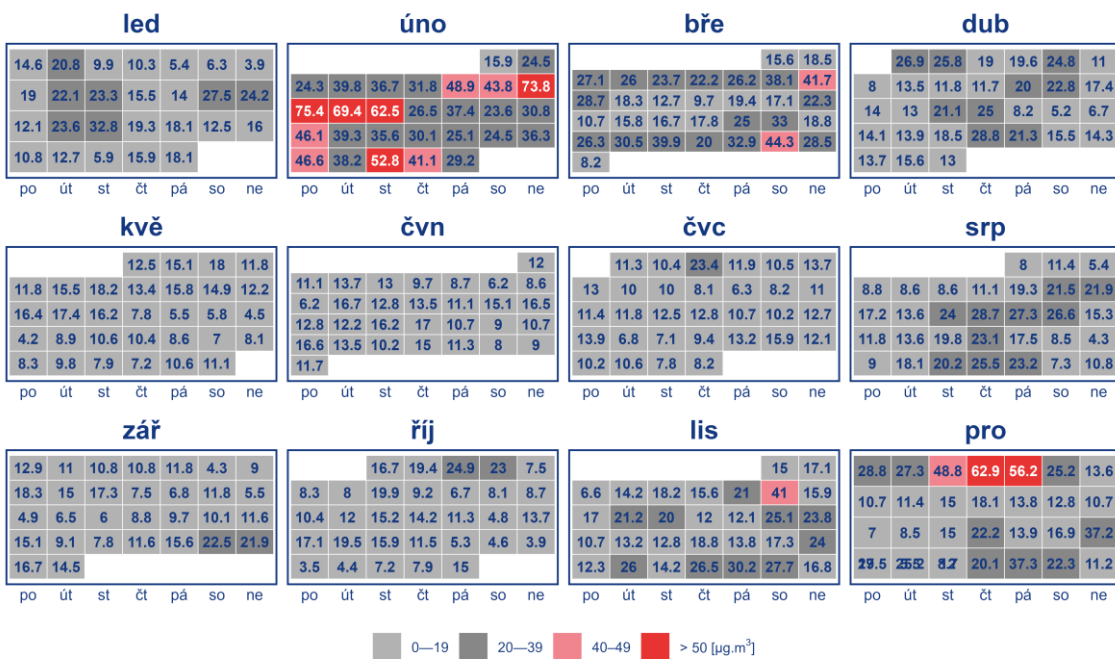 led úno bře dub
15.9 24.5 15.6 18.5
14.6 20.8 9.9 10.3 5.4 6.3 3.9 26.9 25.8 19 19.6 24.8 11
24.3 39.8 36.7 31.8 48.9 43.8 73.8 27.1 26 23.7 22.2 26.2 38.1 41.7
19 22.1 23.3 15.5 14 27.5 24.2 8 13.5 11.8 11.7 20 22.8 17.4
75.4 69.4 62.5 26.5 37.4 23.6 30.8 28.7 18.3 12.7 9.7 19.4 17.1 22.3
14 13 21.1 25 8.2 5.2 6.7
12.1 23.6 32.8 19.3 18.1 12.5 16 46.1 39.3 35.6 30.1 25.1 24.5 36.3 10.7 15.8 16.7 17.8 25 33 18.8
14.1 13.9 18.5 28.8 21.3 15.5 14.3
10.8 12.7 5.9 15.9 18.1 46.6 38.2 52.8 41.1 29.2 26.3 30.5 39.9 20 32.9 44.3 28.5
8.2 13.7 15.6 13
po út st čt pá so ne po út st čt pá so ne po út st čt pá so ne po út st čt pá so ne
kvě čvn čvc srp
12.5 15.1 18 11.8 12 11.3 10.4 23.4 11.9 10.5 13.7 8 11.4 5.4
11.8 15.5 18.2 13.4 15.8 14.9 12.2 11.1 13.7 13 9.7 8.7 6.2 8.6 13 10 10 8.1 6.3 8.2 11 8.8 8.6 8.6 11.1 19.3 21.5 21.9
16.4 17.4 16.2 7.8 5.5 5.8 4.5 6.2 16.7 12.8 13.5 11.1 15.1 16.5 11.4 11.8 12.5 12.8 10.7 10.2 12.7 17.2 13.6 24 28.7 27.3 26.6 15.3
4.2 8.9 10.6 10.4 8.6 7 8.1 12.8 12.2 16.2 17 10.7 9 10.7 13.9 6.8 7.1 9.4 13.2 15.9 12.1 11.8 13.6 19.8 23.1 17.5 8.5 4.3
8.3 9.8 7.9 7.2 10.6 11.1 16.6 13.5 10.2 15 11.3 8 9 10.2 10.6 7.8 8.2 9 18.1 20.2 25.5 23.2 7.3 10.8
11.7
po út st čt pá so ne po út st čt pá so ne po út st čt pá so ne po út st čt pá so ne
zář říj lis pro
12.9 11 10.8 10.8 11.8 4.3 9 16.7 19.4 24.9 23 7.5 15 17.1 28.8 27.3 48.8 62.9 56.2 25.2 13.6
18.3 15 17.3 7.5 6.8 11.8 5.5 8.3 8 19.9 9.2 6.7 8.1 8.7 6.6 14.2 18.2 15.6 21 41 15.9 10.7 11.4 15 18.1 13.8 12.8 10.7
4.9 6.5 6 8.8 9.7 10.1 11.6 10.4 12 15.2 14.2 11.3 4.8 13.7 17 21.2 20 12 12.1 25.1 23.8 7 8.5 15 22.2 13.9 16.9 37.2
15.1 9.1 7.8 11.6 15.6 22.5 21.9 17.1 19.5 15.9 11.5 5.3 4.6 3.9 10.7 13.2 12.8 18.8 13.8 17.3 24
16.7 14.5 3.5 4.4 7.2 7.9 15 12.3 26 14.2 26.5 30.2 27.7 16.8 20.1 37.3 22.3 11.2
po út st čt pá so ne po út st čt pá so ne po út st čt pá so ne po út st čt pá so ne
0—19 20—39 40–49 > 50 [µg.m³]